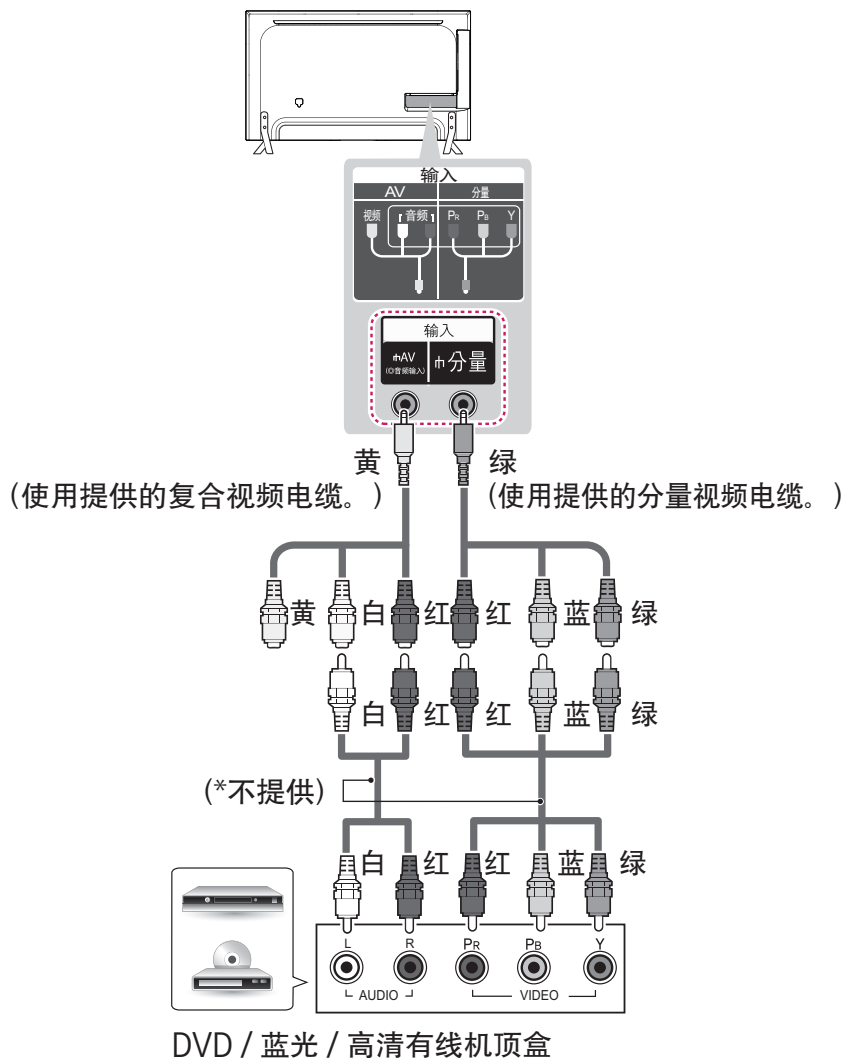 输入
AV 分量
视频 音频 PR PB Y
输入
AV 分量
(音频输入)
黄 绿
(使用提供的复合视频电缆。) (使用提供的分量视频电缆。)
黄 白 红 红 蓝 绿
白 红 红 蓝 绿
(*不提供)
白 红 红 蓝 绿
L R PR PB Y
AUDIO VIDEO
DVD / 蓝光 / 高清有线机顶盒